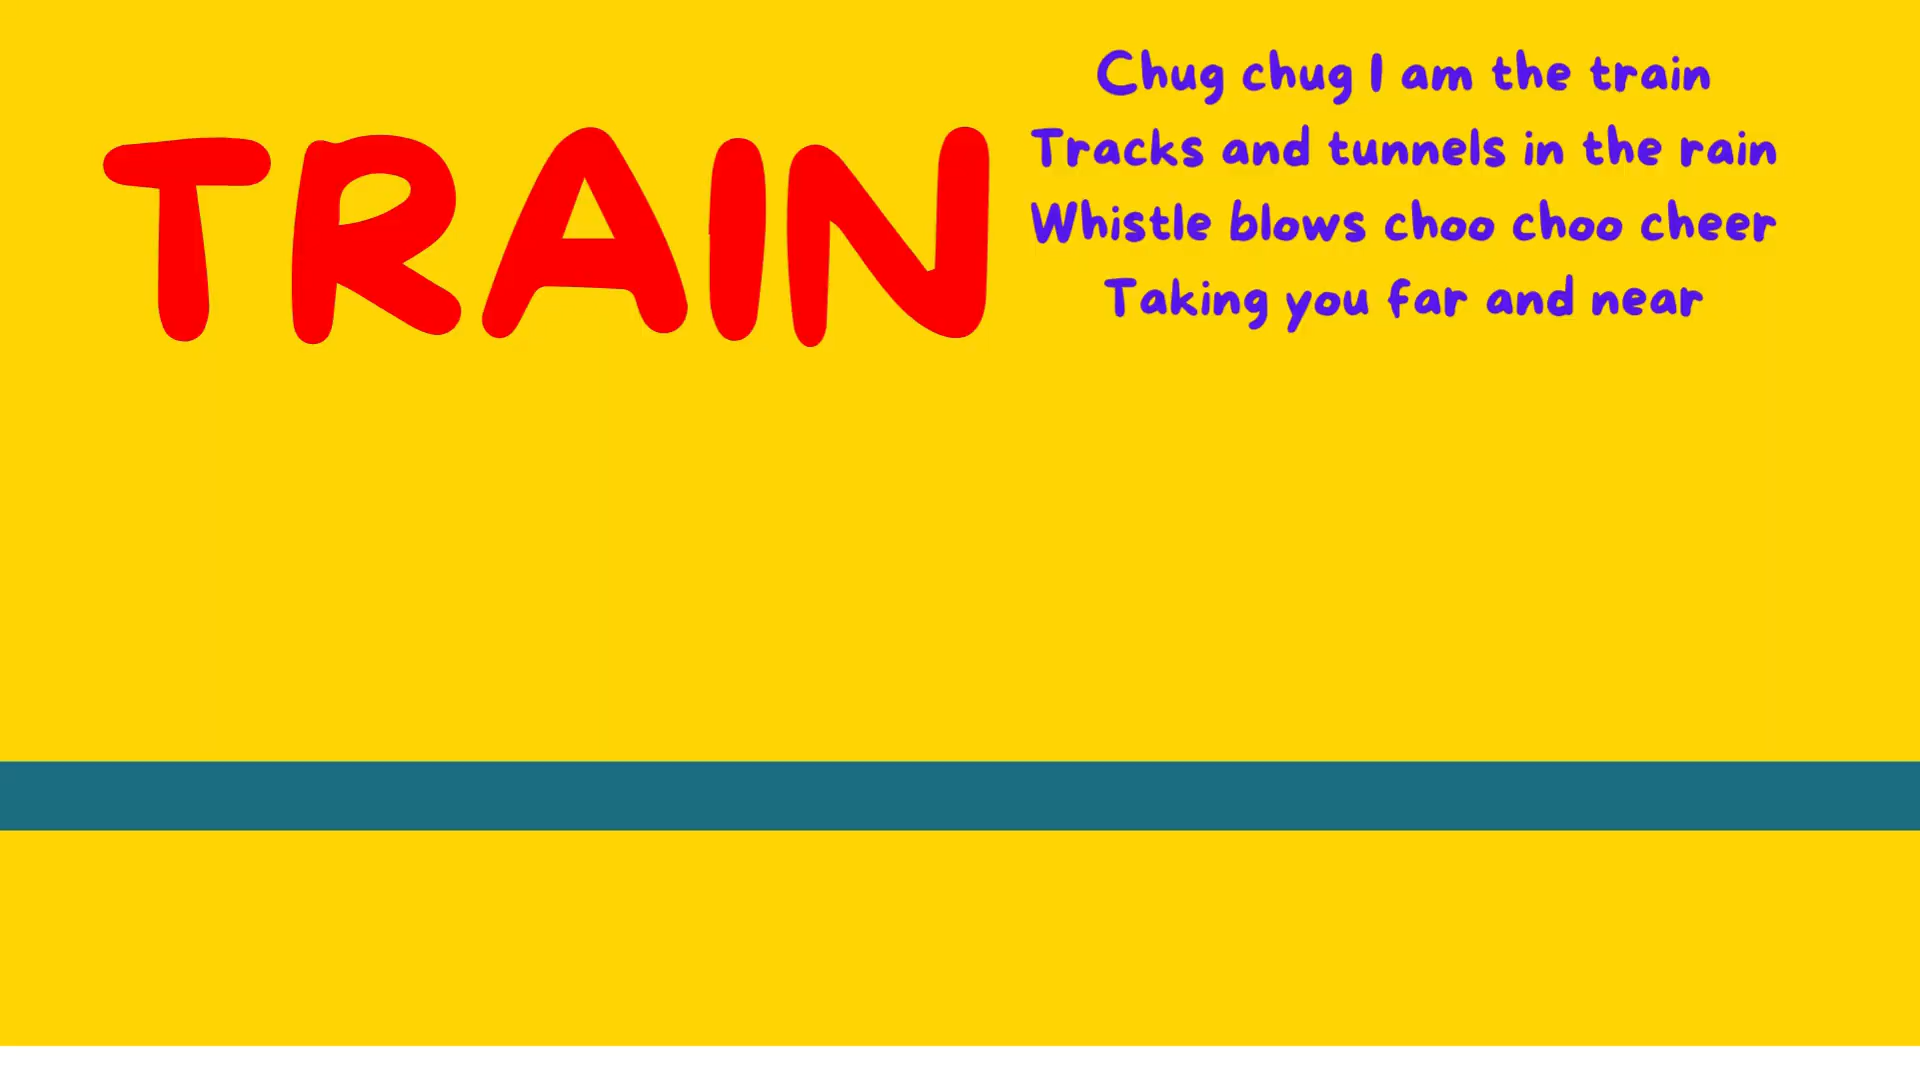 TRAIN
Chug chug I am the train
Tracks and tunnels in the rain
Whistle blows choo choo cheer
Taking you far and near